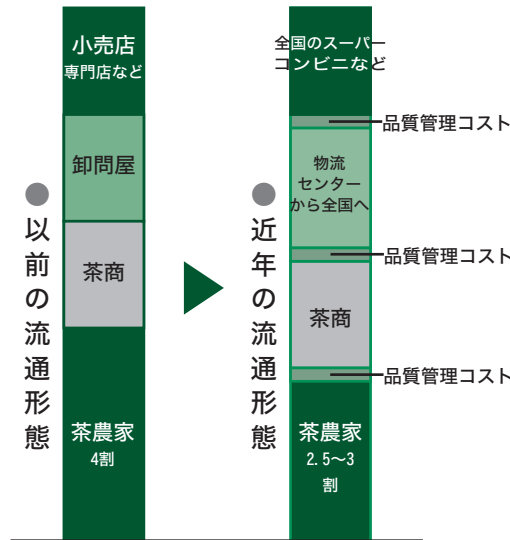 ●以前の流通形態
小売店
専門店など
卸問屋
茶商
茶農家
4割
●近年の流通形態
全国のスーパー
コンビニなど
品質管理コスト
物流
センター
から全国へ
品質管理コスト
茶商
品質管理コスト
茶農家
2.5〜3
割